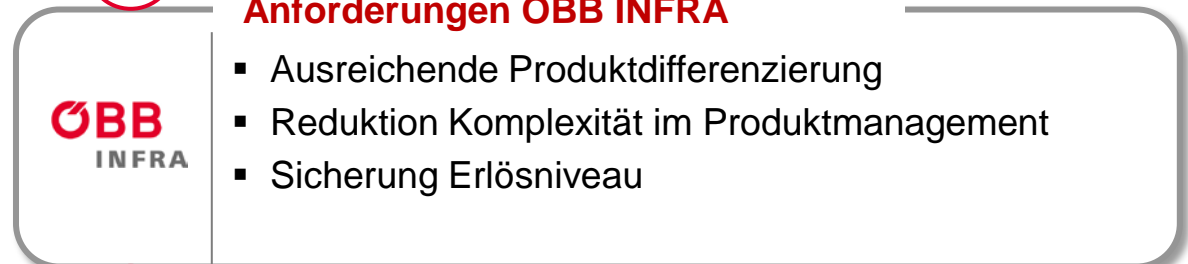 Anforderungen ÖBB INFRA
▪ Ausreichende Produktdifferenzierung
▪ Reduktion Komplexität im Produktmanagement
▪ Sicherung Erlösniveau
ÖBB
INFRA